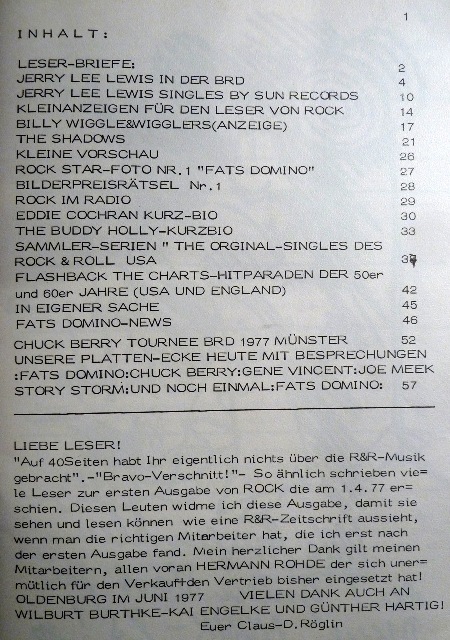 1
INHALT:
LESER-BRIEFE; 2
JERRY LEE LEWIS IN DER BRD 4
JERRY LEE LEWIS SINGLES BY SUN RECORDS 10
KLEINANZEIGEN FÜR DEN LESER VON ROCK 14
BILLY WIGGLE&WIGGLERS(ANZEIGE) 17
THE SHADOWS 21
KLEINE VORSCHAU 26
ROCK STAR-FOTO NR.1 "FATS DOMINO" 27
BILDERPREISRÄTSEL Nr.1 28
ROCK IM RADIO 29
EDDIE COCHRAN KURZ-BIO 30
THE BUDDY HOLLY-KURZBIO 33
SAMMLER-SERIEN " THE ORGINAL-SINGLES DES
ROCK & ROLL USA
FLASHBACK THE CHARTS-HITPARADEN DER 50er
und 60er JAHRE (USA UND ENGLAND) 42
IN EIGENER SACHE 45
FATS DOMINO-NEWS 46
CHUCK BERRY TOURNEE BRD 1977 MÜNSTER 52
UNSERE PLATTEN-ECKE HEUTE MIT BESPRECHUNGEN
:FATS DOMINO:CHUCK BERRY:GENE VINCENT:JOE MEEK
STORY STORM:UND NOCH EINMAL:FATS DOMINO: 57
LIEBE LESER!
"Auf 40Seiten habt Ihr eigentlich nichts über die R&R-Musik
gebracht".-"Bravo-Verschnitt!"- So ähnlich schrieben vie=
le Leser zur ersten Ausgabe von ROCK die am 1.4.77 er=
schien. Diesen Leuten widme ich diese Ausgabe, damit sie
sehen und lesen können wie eine R&R-Zeitschrift aussieht,
wenn man die richtigen Mitarbeiter hat, die ich erst nach
der ersten Ausgabe fand. Mein herzlicher Dank gilt meinen
Mitarbeitern, allen voran HERMANN ROHDE der sich uner=
mütlich für den Verkauf+den Vertrieb bisher eingesetzt hat!
OLDENBURG IM JUNI 1977 VIELEN DANK AUCH AN
WILBURT BURTHKE-KAI ENGELKE UND GÜNTHER HARTIG!
Euer Claus-D. Röglin